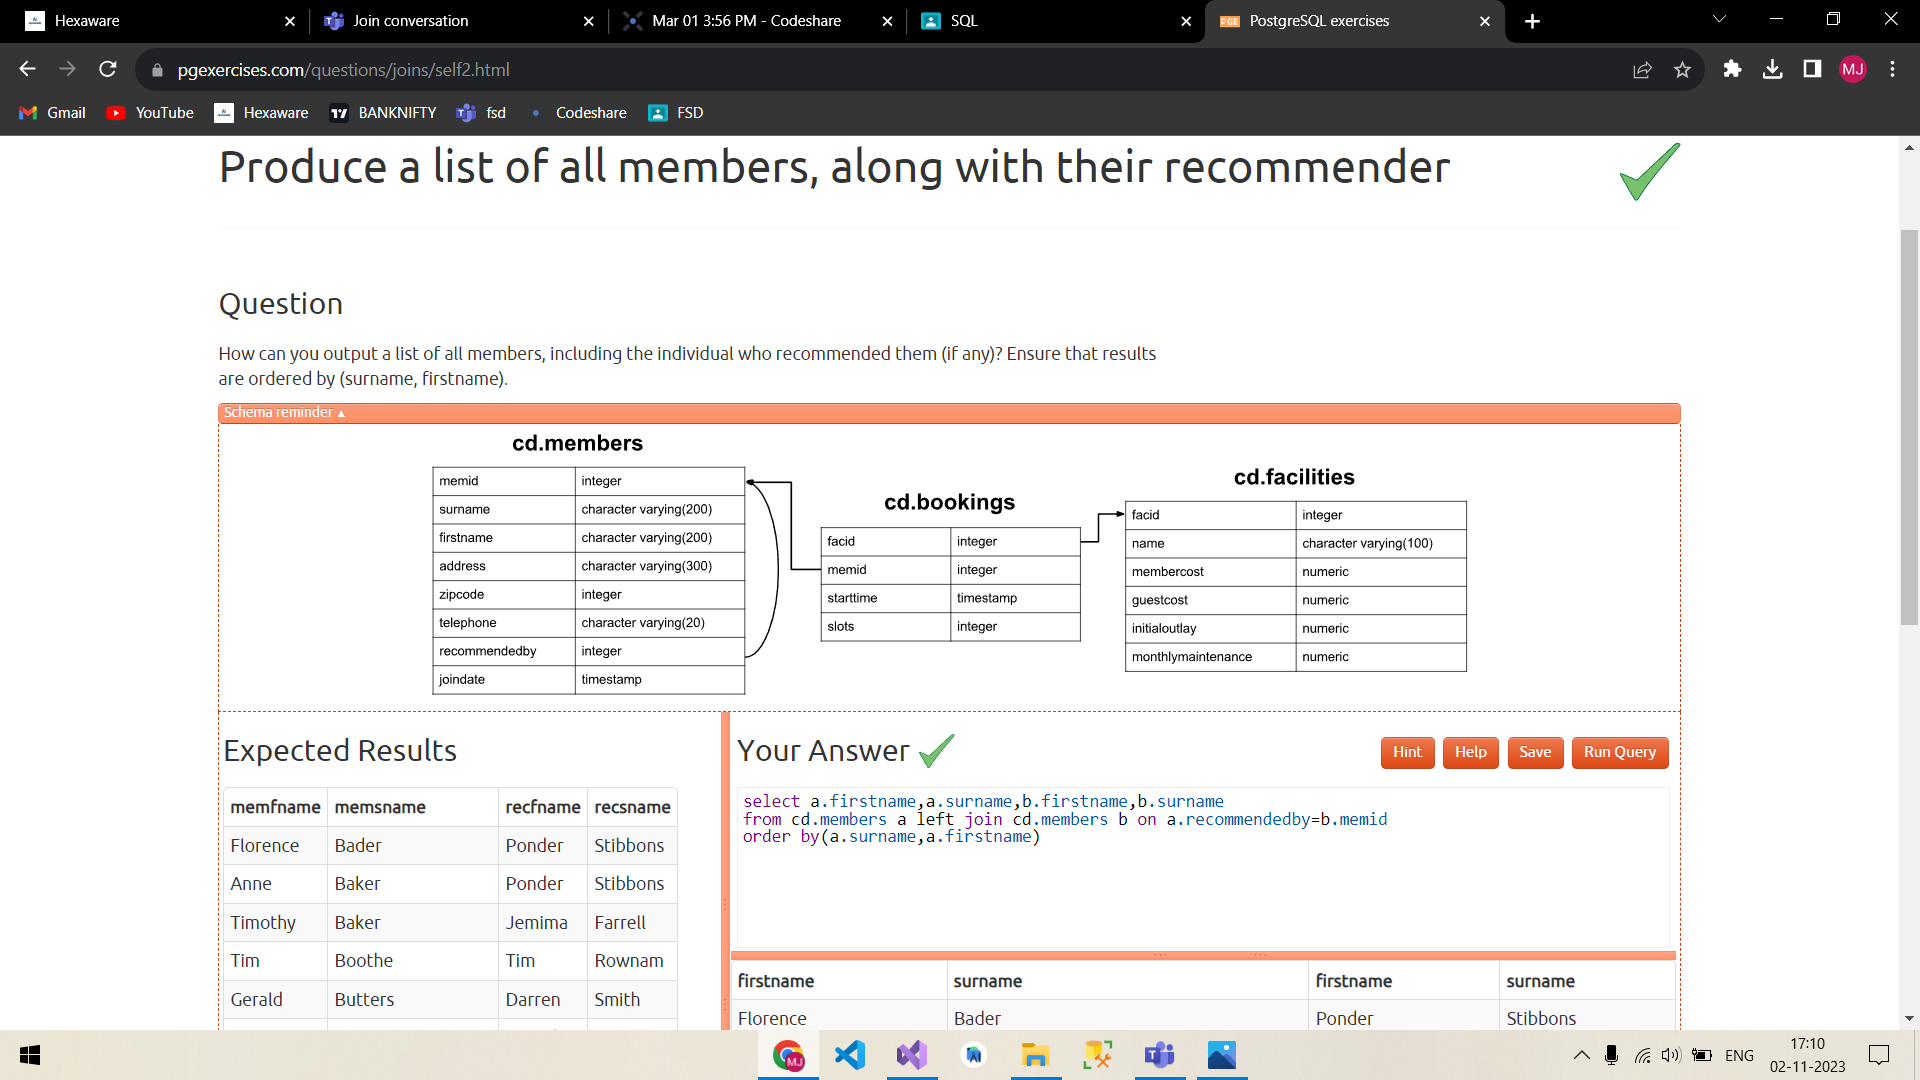 Hexaware
Join conversation
Mar 01 3:56 PM - Codeshare
SQL
PGE
PostgreSQL exercises
pgexercises.com/questions/joins/self2.html
MJ
Gmail
YouTube
Hexaware
BANKNIFTY
fsd
Codeshare
FSD
Produce a list of all members, along with their recommender
Question
How can you output a list of all members, including the individual who recommended them (if any)? Ensure that results
are ordered by (surname, firstname).
Schema reminder ▲
cd.members
memid integer
surname character varying(200)
firstname character varying(200)
address character varying(300)
zipcode integer
telephone character varying(20)
recommendedby integer
joindate timestamp
cd.bookings
facid integer
memid integer
starttime timestamp
slots integer
cd.facilities
facid integer
name character varying(100)
membercost numeric
guestcost numeric
initialoutlay numeric
monthlymaintenance numeric
Expected Results
memfname memsname recfname recsname
Florence Bader Ponder Stibbons
Anne Baker Ponder Stibbons
Timothy Baker Jemima Farrell
Tim Boothe Tim Rownam
Gerald Butters Darren Smith
Your Answer
Hint Help Save Run Query
select a.firstname,a.surname,b.firstname,b.surname
from cd.members a left join cd.members b on a.recommendedby=b.memid
order by(a.surname,a.firstname)
firstname surname firstname surname
Florence Bader Ponder Stibbons
MJ
ENG
17:10
02-11-2023